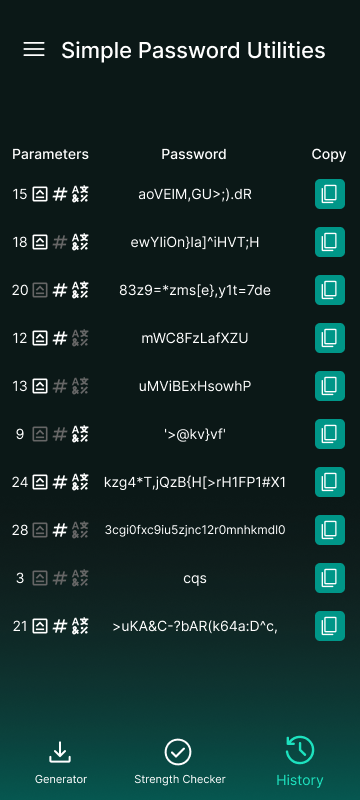 Simple Password Utilities
Parameters Password Copy
15 aoVEIM,GU>;).dR
18 ewYIiOn}Ia]^iHVT;H
20 83z9=*zms[e},y1t=7de
12 mWC8FzLafXZU
13 uMViBExHsowhP
9 '>@kv}vf'
24 kzg4*T,jQzB{H[>rH1FP1#X1
28 3cgi0fxc9iu5zjnc12r0mnhkmdl0
3 cqs
21 >uKA&C-?bAR(k64a:D^c,
Generator Strength Checker History